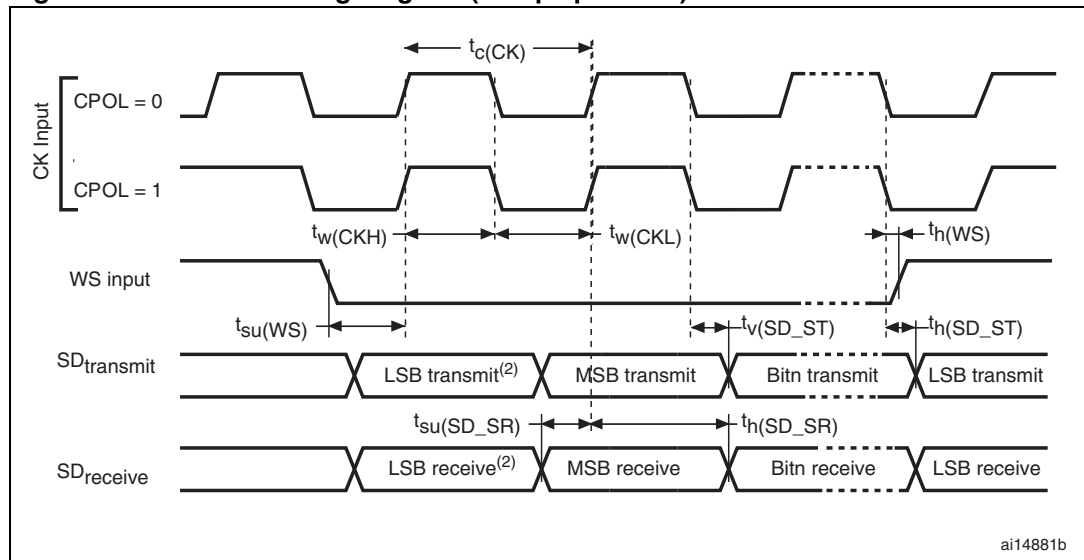 tc(CK)
CK Input
CPOL = 0
CPOL = 1
tw(CKH)
tw(CKL)
th(WS)
WS input
tsu(WS)
tv(SD_ST)
th(SD_ST)
SDtransmit
LSB transmit(2)
MSB transmit
Bitn transmit
LSB transmit
tsu(SD_SR)
th(SD_SR)
SDreceive
LSB receive(2)
MSB receive
Bitn receive
LSB receive
ai14881b